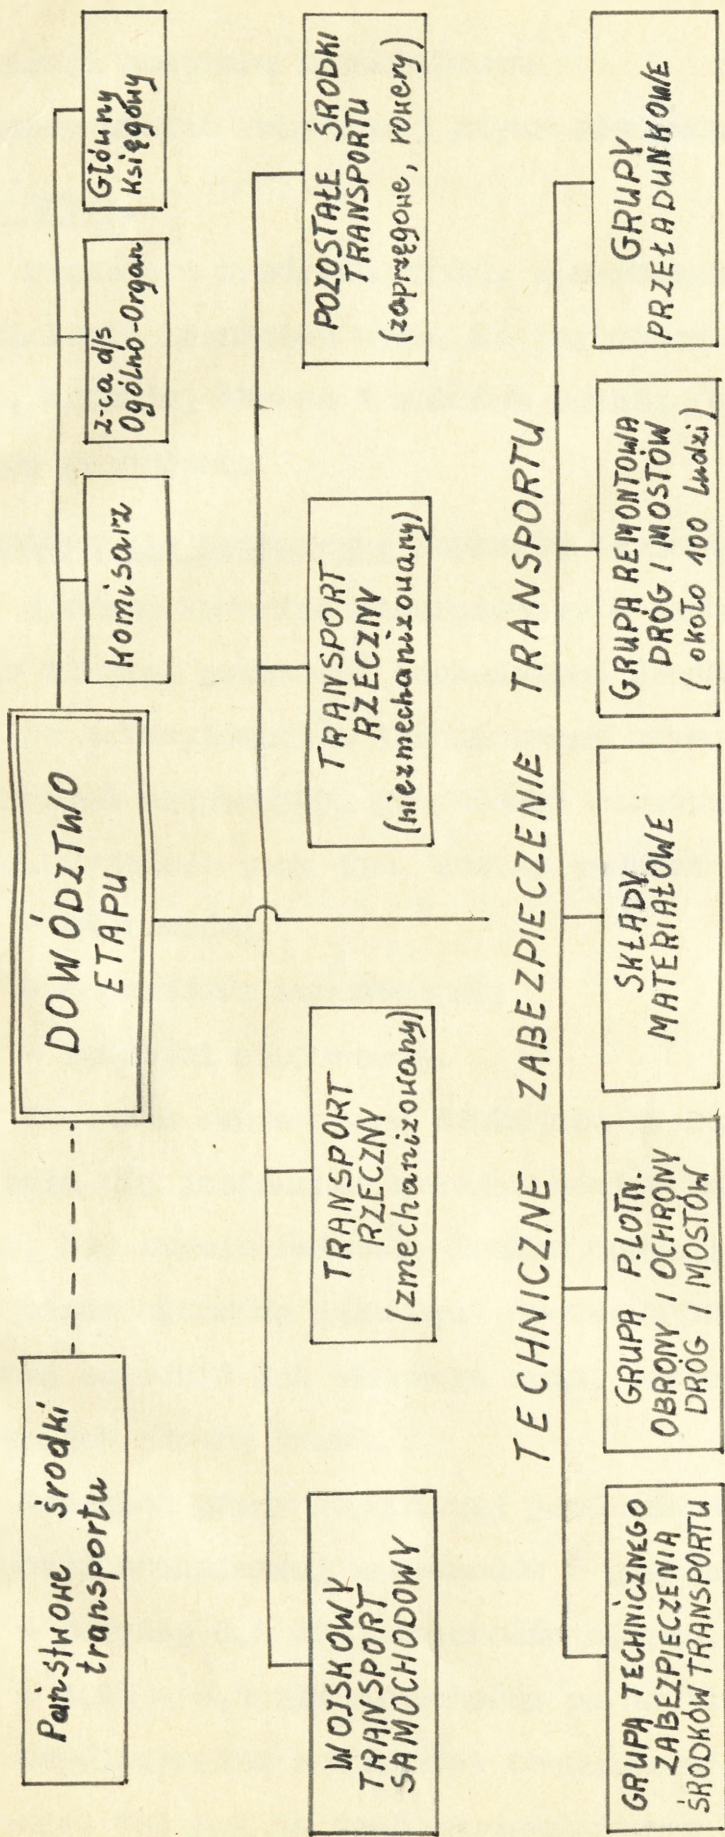 Państwowe środki
transportu
DOWÓDZTWO
ETAPU
Komisarz
z-ca d/s
Ogólno-Organ
Główny
Księgowy
WOJSKOWY
TRANSPORT
SAMOCHODOWY
TRANSPORT
RZECZNY
(zmechanizowany)
TRANSPORT
RZECZNY
(niezmechanizowany)
POZOSTAŁE ŚRODKI
TRANSPORTU
(zaprzęgowe, rowery)
TECHNICZNE ZABEZPIECZENIE TRANSPORTU
GRUPA TECHNICZNEGO
ZABEZPIECZENIA
ŚRODKÓW TRANSPORTU
GRUPA P.LOTN.
OBRONY I OCHRONY
DRÓG I MOSTÓW
SKŁADY
MATERIAŁOWE
GRUPA REMONTOWA
DRÓG I MOSTÓW
(około 100 ludzi)
GRUPY
PRZEŁADUNKOWE